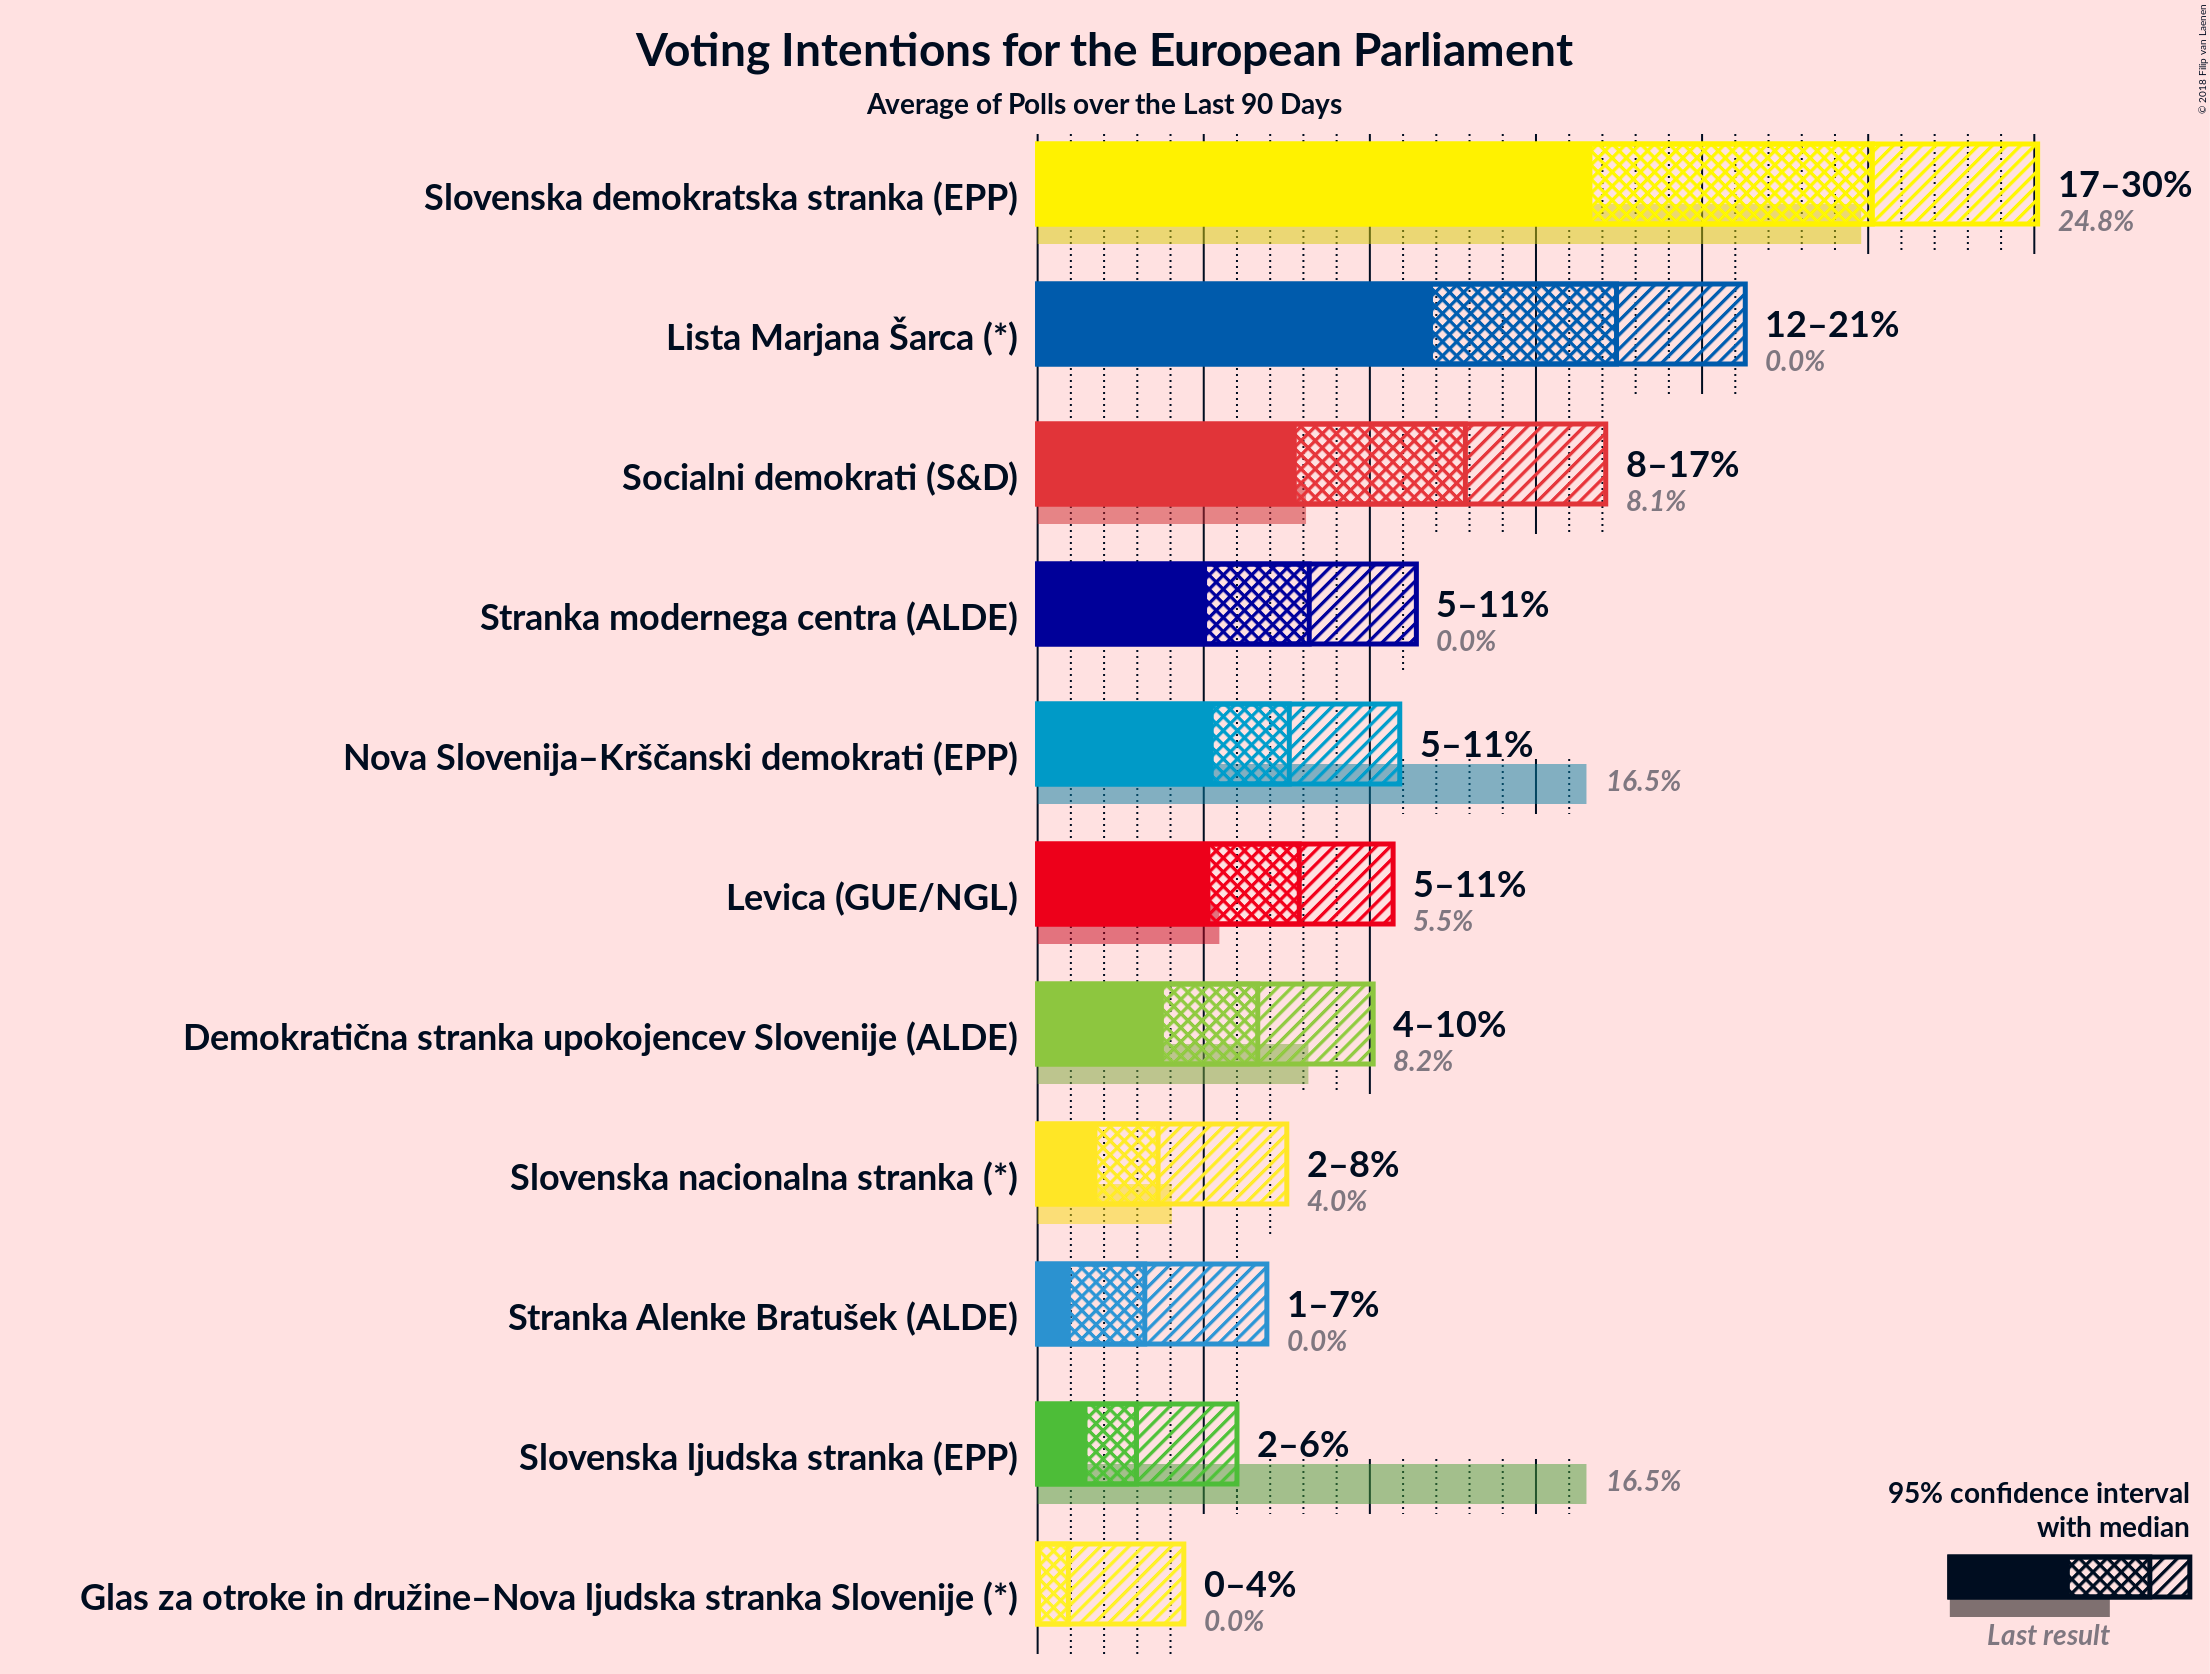 © 2018 Filip van Laenen
Voting Intentions for the European Parliament
Average of Polls over the Last 90 Days
Slovenska demokratska stranka (EPP)
17–30%
24.8%
Lista Marjana Šarca (*)
12–21%
0.0%
Socialni demokrati (S&D)
8–17%
8.1%
Stranka modernega centra (ALDE)
5–11%
0.0%
Nova Slovenija–Krščanski demokrati (EPP)
5–11%
16.5%
Levica (GUE/NGL)
5–11%
5.5%
Demokratična stranka upokojencev Slovenije (ALDE)
4–10%
8.2%
Slovenska nacionalna stranka (*)
2–8%
4.0%
Stranka Alenke Bratušek (ALDE)
1–7%
0.0%
Slovenska ljudska stranka (EPP)
2–6%
16.5%
Glas za otroke in družine–Nova ljudska stranka Slovenije (*)
0–4%
0.0%
95% confidence interval
with median
Last result